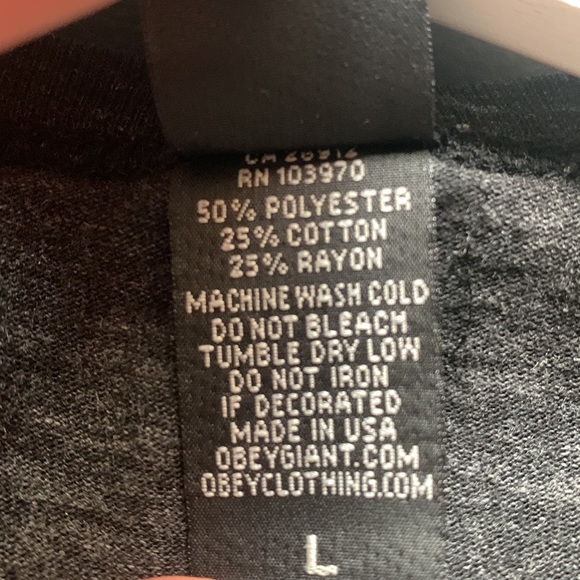 RN 103970
50% POLYESTER
25% COTTON
25% RAYON
MACHINE WASH COLD
DO NOT BLEACH
TUMBLE DRY LOW
DO NOT IRON
IF DECORATED
MADE IN USA
OBEYGIANT.COM
OBEYCLOTHING.COM
L